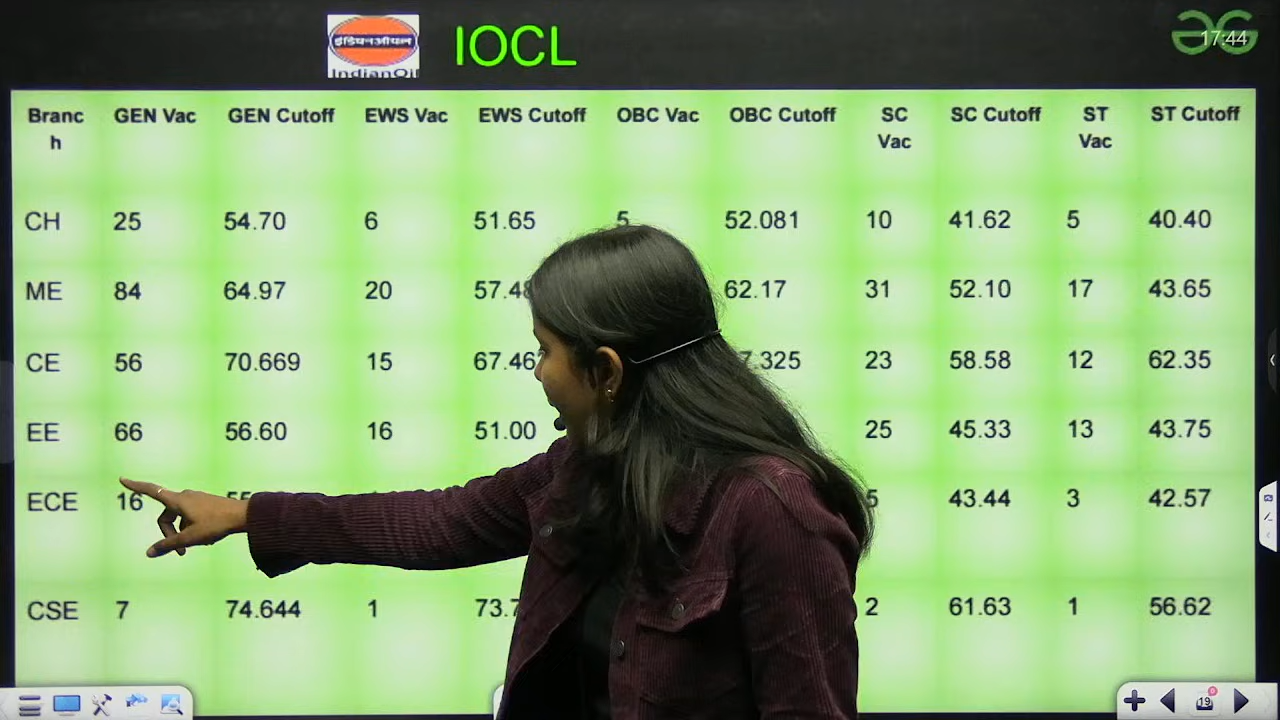 इंडियनऑयल
IndianOil
IOCL
17:44
Branc
h GEN Vac GEN Cutoff EWS Vac EWS Cutoff OBC Vac OBC Cutoff SC
Vac SC Cutoff ST
Vac ST Cutoff
CH 25 54.70 6 51.65 5 52.081 10 41.62 5 40.40
ME 84 64.97 20 57.48 62.17 31 52.10 17 43.65
CE 56 70.669 15 67.46 23 58.58 12 62.35
EE 66 56.60 16 51.00 25 45.33 13 43.75
ECE 16 43.44 3 42.57
CSE 7 74.644 1 2 61.63 1 56.62
19